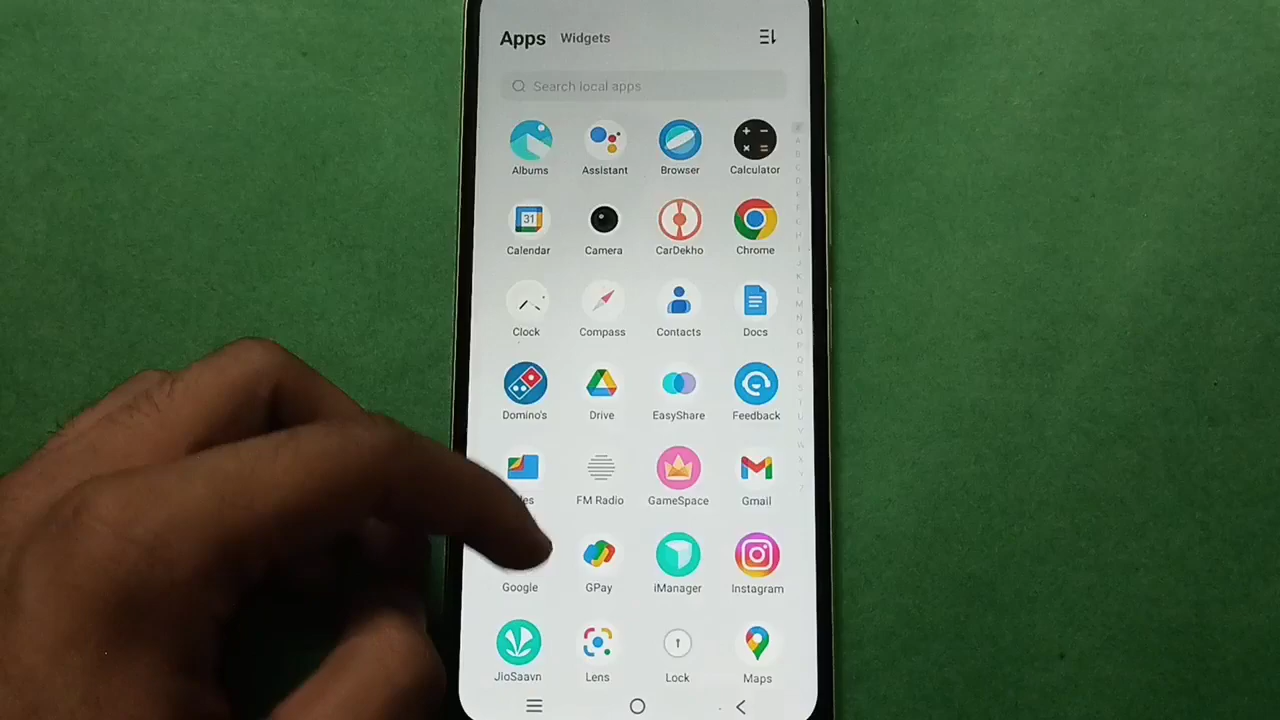 Apps Widgets
Search local apps
Albums Assistant Browser Calculator
31
Calendar Camera CarDekho Chrome
Clock Compass Contacts Docs
Domino's Drive EasyShare Feedback
FM Radio GameSpace Gmail
Google GPay iManager Instagram
JioSaavn Lens Lock Maps